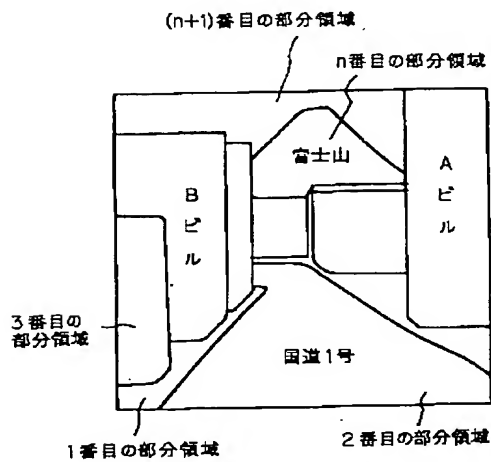 (n+1)番目の部分領域
n番目の部分領域
富士山
Aビル
Bビル
3番目の
部分領域
国道1号
1番目の部分領域
2番目の部分領域